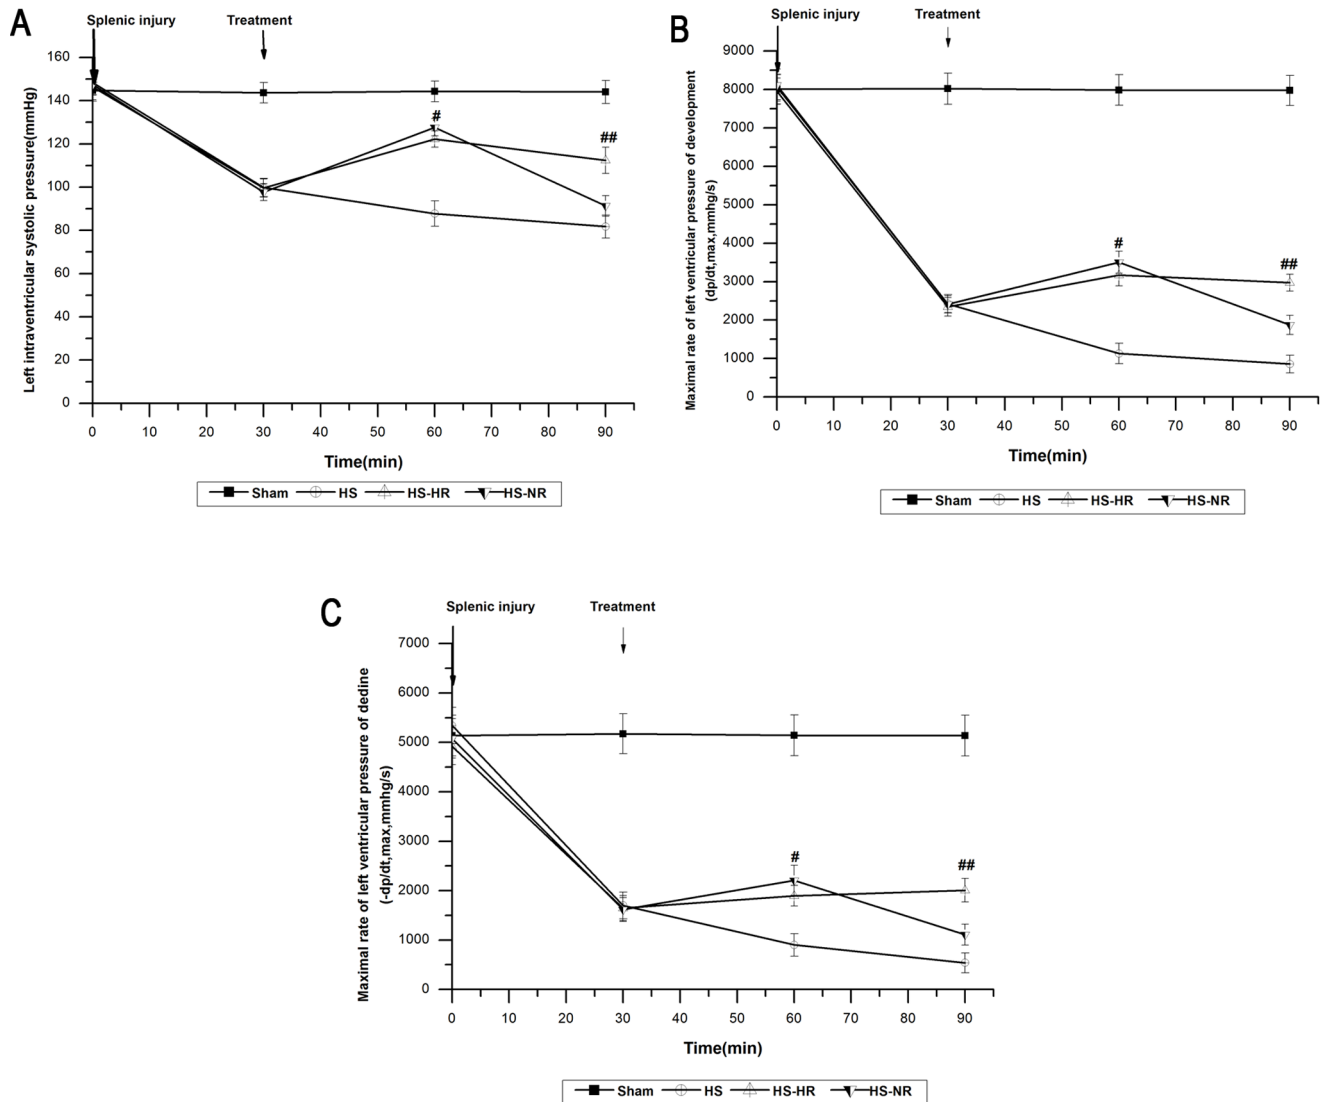 A
Splenic injury
Treatment
Left intraventricular systolic pressure(mmHg)
160
140
120
100
80
60
40
20
0
#
##
0 10 20 30 40 50 60 70 80 90
Time(min)
Sham HS HS-HR HS-NR
B
Splenic injury
Treatment
Maximal rate of left ventricular pressure of development
(dp/dt,max,mmhg/s)
9000
8000
7000
6000
5000
4000
3000
2000
1000
0
#
##
0 10 20 30 40 50 60 70 80 90
Time(min)
Sham HS HS-HR HS-NR
C
Splenic injury
Treatment
Maximal rate of left ventricular pressure of dedine
(-dp/dt,max,mmhg/s)
7000
6000
5000
4000
3000
2000
1000
0
#
##
0 10 20 30 40 50 60 70 80 90
Time(min)
Sham HS HS-HR HS-NR